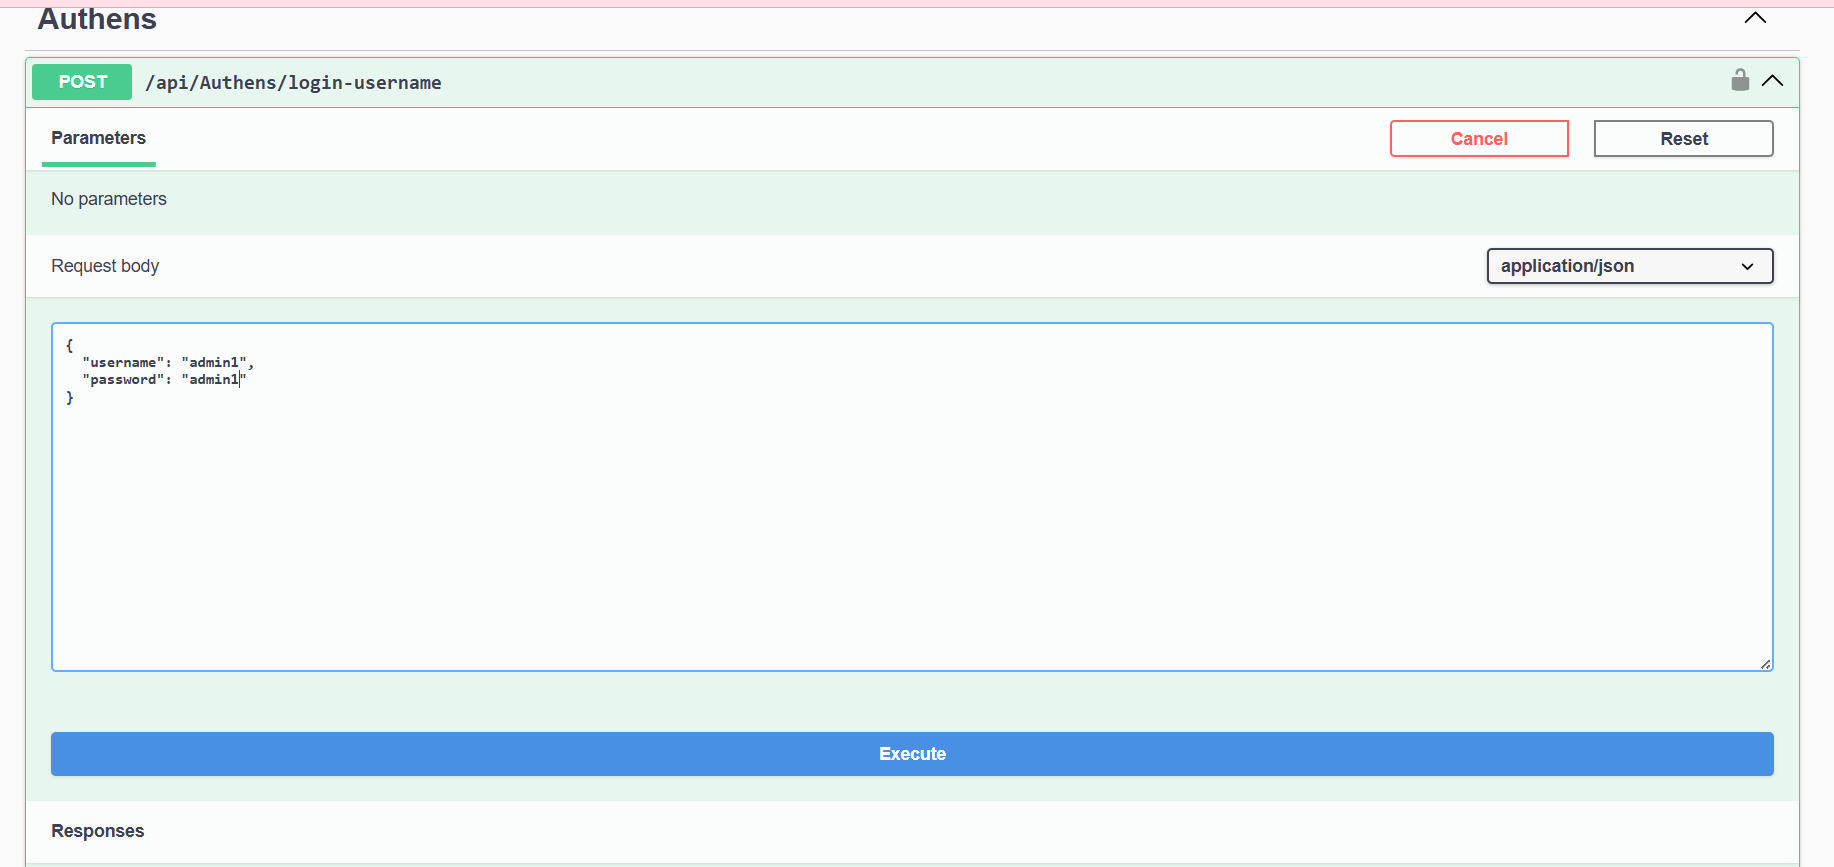 Authens
POST /api/Authens/login-username
Parameters
Cancel
Reset
No parameters
Request body
application/json
{
  "username": "admin1",
  "password": "admin1"
}
Execute
Responses